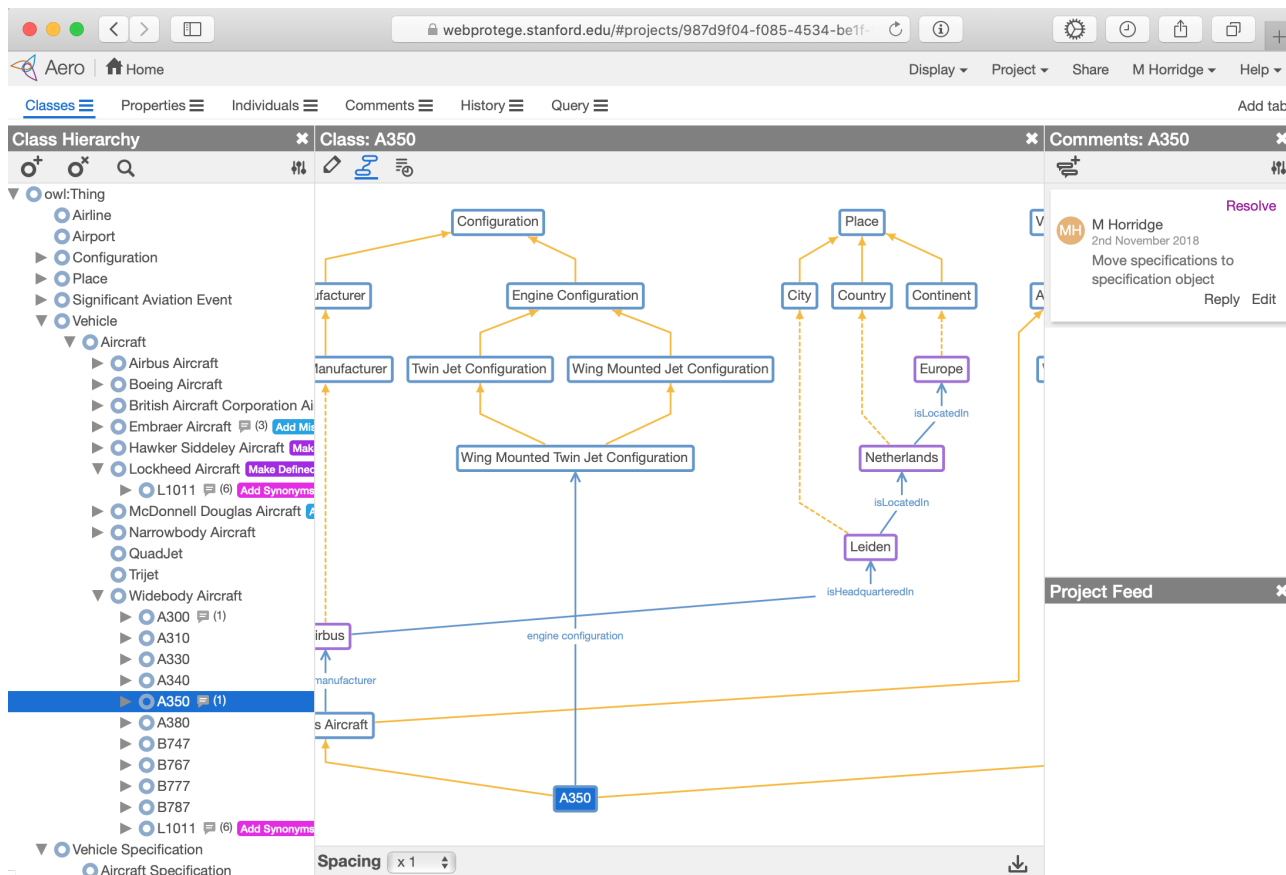 webprotege.stanford.edu/#projects/987d9f04-f085-4534-be1f-
Aero
Home
Display
Project
Share
M Horridge
Help
Classes
Properties
Individuals
Comments
History
Query
Add tab
Class Hierarchy
owl:Thing
Airline
Airport
Configuration
Place
Significant Aviation Event
Vehicle
Aircraft
Airbus Aircraft
Boeing Aircraft
British Aircraft Corporation Ai
Embraer Aircraft (3) Add Mis
Hawker Siddeley Aircraft Mak
Lockheed Aircraft Make Defined
L1011 (6) Add Synonyms
McDonnell Douglas Aircraft A
Narrowbody Aircraft
QuadJet
Trijet
Widebody Aircraft
A300 (1)
A310
A330
A340
A350 (1)
A380
B747
B767
B777
B787
L1011 (6) Add Synonyms
Vehicle Specification
Aircraft Specification
Class: A350
Configuration
Place
V
ufacturer
Engine Configuration
City
Country
Continent
A
Manufacturer
Twin Jet Configuration
Wing Mounted Jet Configuration
Europe
isLocatedIn
Wing Mounted Twin Jet Configuration
Netherlands
isLocatedIn
Leiden
isHeadquarteredIn
irbus
engine configuration
manufacturer
s Aircraft
A350
Spacing
x 1
Comments: A350
Resolve
MH
M Horridge
2nd November 2018
Move specifications to
specification object
Reply Edit
Project Feed